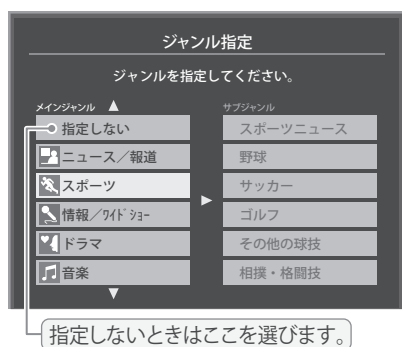 ジャンル指定
ジャンルを指定してください。
メインジャンル ▲
指定しない
ニュース／報道
スポーツ
情報／ワイドショー
ドラマ
音楽
▼
▶
サブジャンル
スポーツニュース
野球
サッカー
ゴルフ
その他の球技
相撲・格闘技
指定しないときはここを選びます。